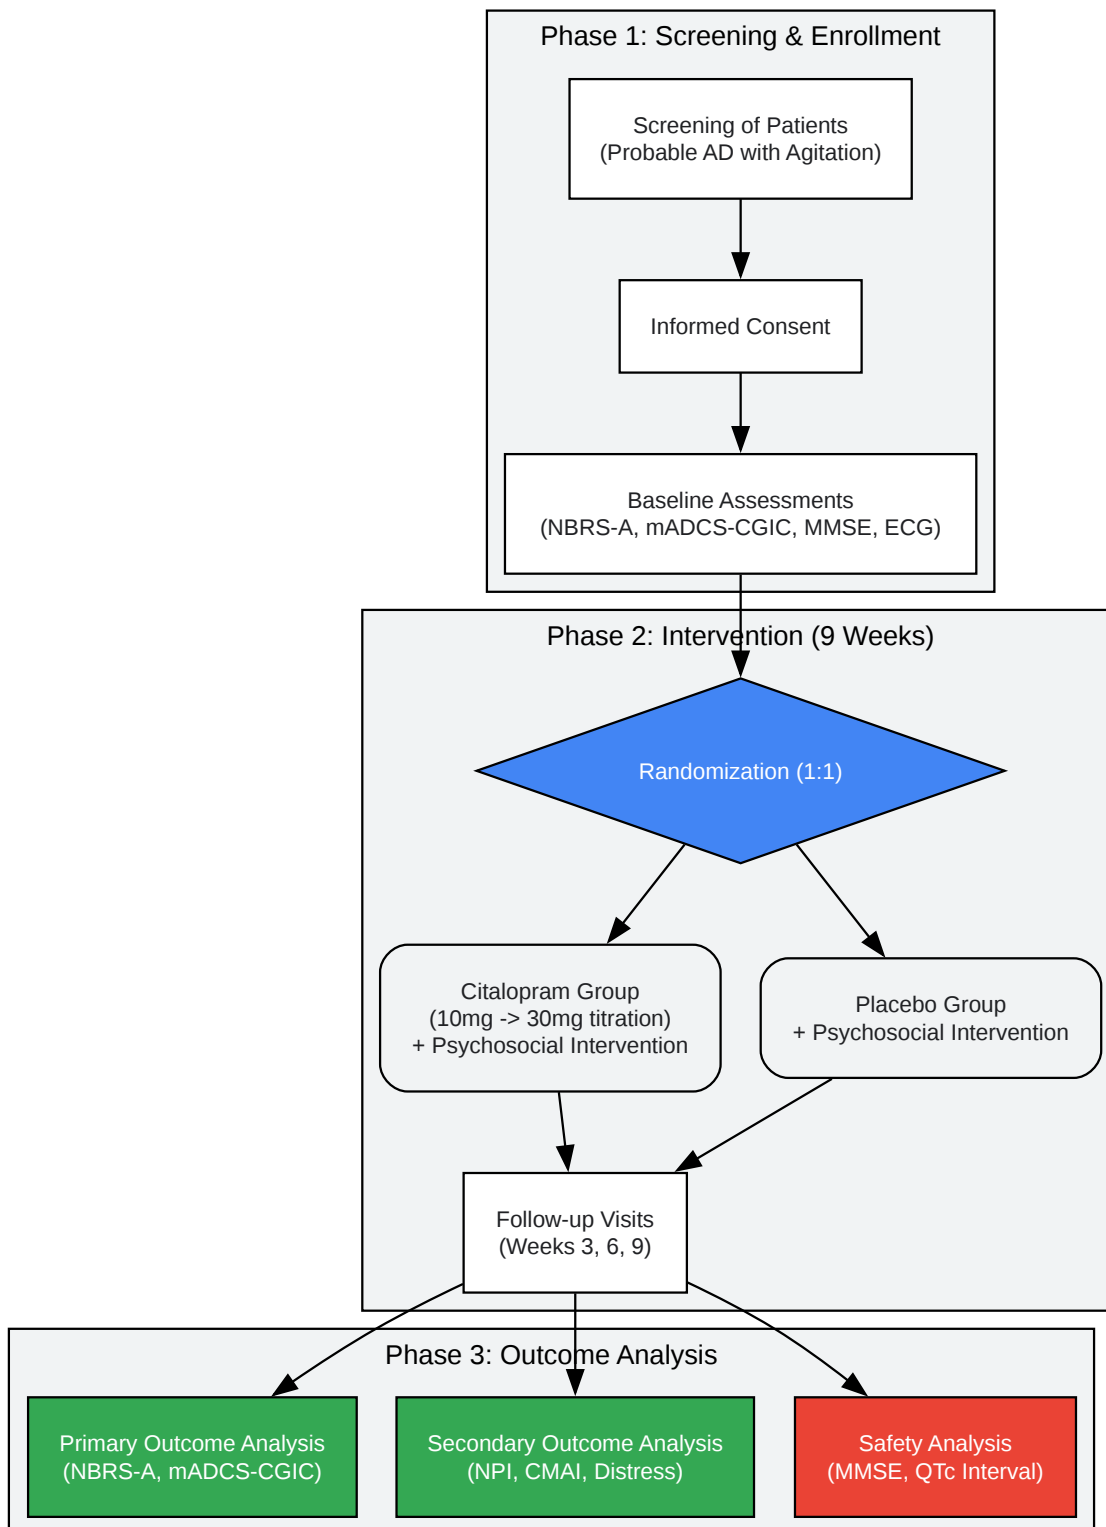 Phase 1: Screening & Enrollment
Screening of Patients
(Probable AD with Agitation)
Informed Consent
Baseline Assessments
(NBRS-A, mADCS-CGIC, MMSE, ECG)
Phase 2: Intervention (9 Weeks)
Randomization (1:1)
Citalopram Group
(10mg -> 30mg titration)
+ Psychosocial Intervention
Placebo Group
+ Psychosocial Intervention
Follow-up Visits
(Weeks 3, 6, 9)
Phase 3: Outcome Analysis
Primary Outcome Analysis
(NBRS-A, mADCS-CGIC)
Secondary Outcome Analysis
(NPI, CMAI, Distress)
Safety Analysis
(MMSE, QTc Interval)